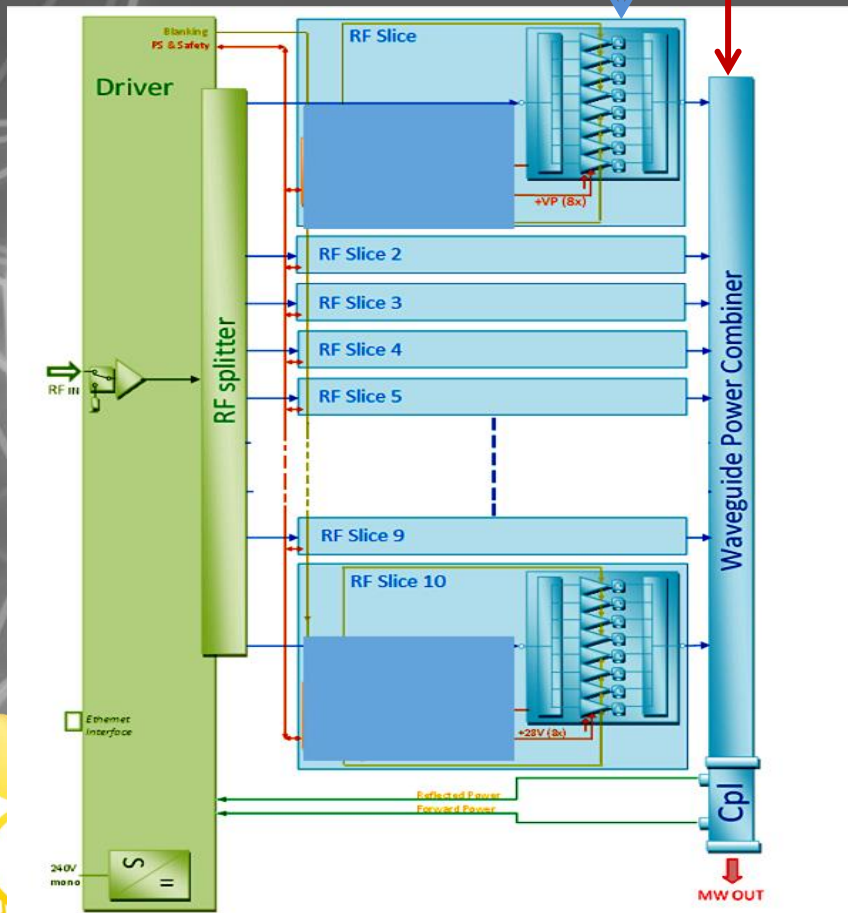 Blanking
PS & Safety
Driver
RF IN
RF splitter
RF Slice
+VP (8x)
RF Slice 2
RF Slice 3
RF Slice 4
RF Slice 5
RF Slice 9
RF Slice 10
+28V (8x)
Waveguide Power Combiner
Ethernet
Interface
Reflected Power
Forward Power
Cpl
240V
mono
MW OUT